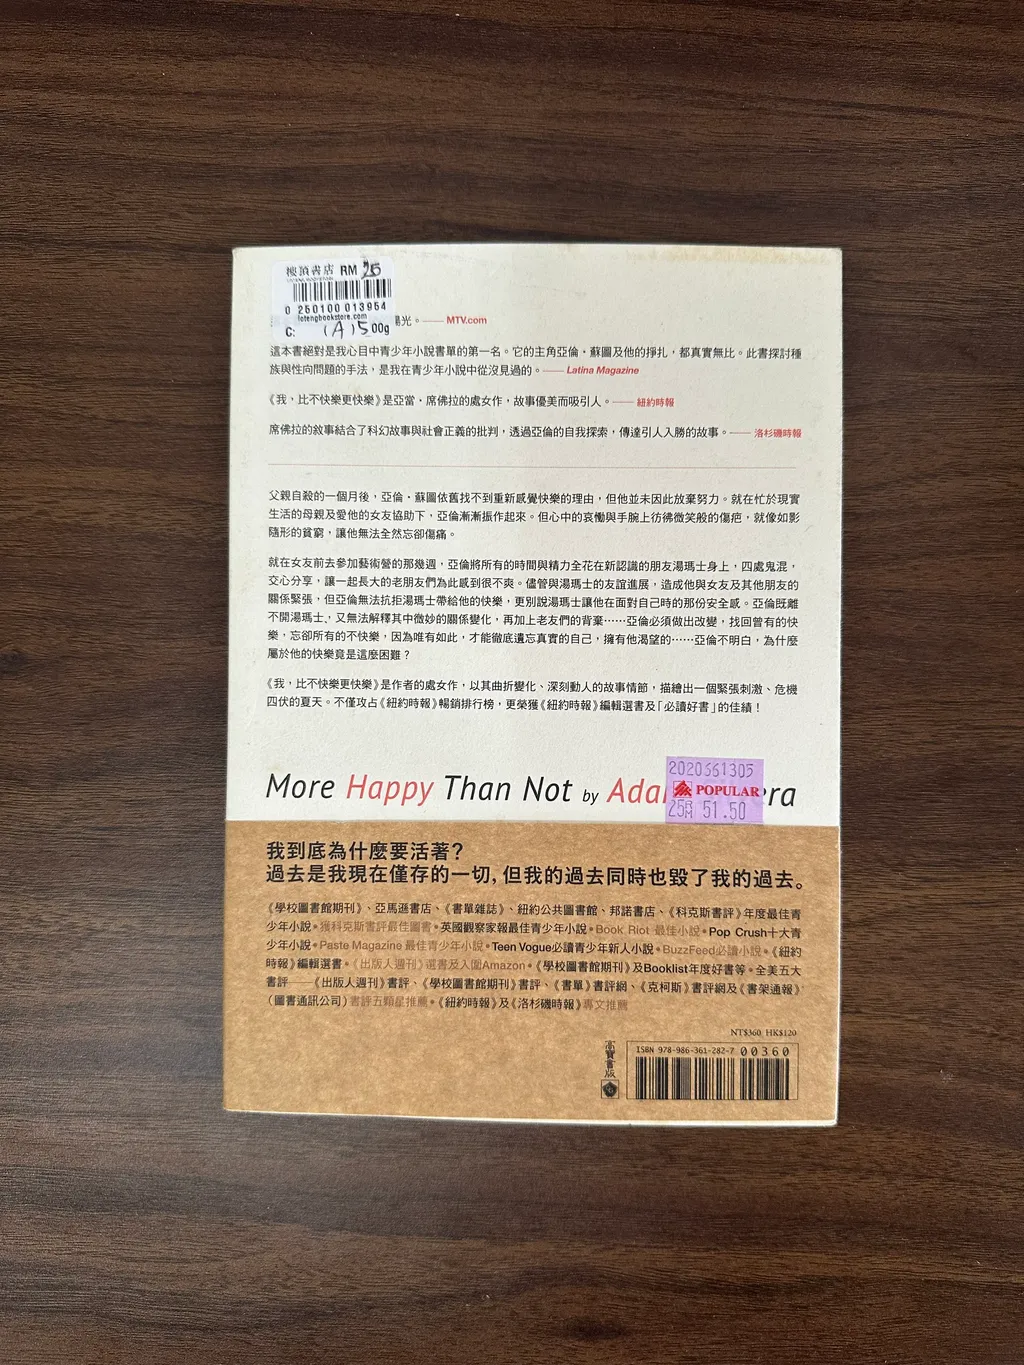 樓頂書店 RM 25
0 250100 013954
lotengbookstore.com
C: (A)500g
陽光。——MTV.com
這本書絕對是我心目中青少年小說書單的第一名。它的主角亞倫・蘇圖及他的掙扎,都真實無比。此書探討種
族與性向問題的手法,是我在青少年小說中從沒見過的。——Latina Magazine
《我,比不快樂更快樂》是亞當・席佛拉的處女作,故事優美而吸引人。——紐約時報
席佛拉的敘事結合了科幻故事與社會正義的批判,透過亞倫的自我探索,傳達引人入勝的故事。——洛杉磯時報
父親自殺的一個月後,亞倫・蘇圖依舊找不到重新感覺快樂的理由,但他並未因此放棄努力。就在忙於現實
生活的母親及愛他的女友協助下,亞倫漸漸振作起來。但心中的哀慟與手腕上彷彿微笑般的傷疤,就像如影
隨形的貧窮,讓他無法全然忘卻傷痛。
就在女友前去參加藝術營的那幾週,亞倫將所有的時間與精力全花在新認識的朋友湯瑪士身上,四處鬼混,
交心分享,讓一起長大的老朋友們為此感到很不爽。儘管與湯瑪士的友誼進展,造成他與女友及其他朋友的
關係緊張,但亞倫無法抗拒湯瑪士帶給他的快樂,更別說湯瑪士讓他在面對自己時的那份安全感。亞倫既離
不開湯瑪士,又無法解釋其中微妙的關係變化,再加上老友們的背棄……亞倫必須做出改變,找回曾有的快
樂,忘卻所有的不快樂,因為唯有如此,才能徹底遺忘真實的自己,擁有他渴望的……亞倫不明白,為什麼
屬於他的快樂竟是這麼困難?
《我,比不快樂更快樂》是作者的處女作,以其曲折變化、深刻動人的故事情節,描繪出一個緊張刺激、危機
四伏的夏天。不僅攻占《紐約時報》暢銷排行榜,更榮獲《紐約時報》編輯選書及「必讀好書」的佳績!
More Happy Than Not by Ada era
2020661305
POPULAR
25RM 51.50
我到底為什麼要活著?
過去是我現在僅存的一切,但我的過去同時也毀了我的過去。
《學校圖書館期刊》、亞馬遜書店、《書單雜誌》、紐約公共圖書館、邦諾書店、《科克斯書評》年度最佳青
少年小說•獲科克斯書評最佳圖書•英國觀察家報最佳青少年小說•Book Riot 最佳小說•Pop Crush十大青
少年小說•Paste Magazine 最佳青少年小說•Teen Vogue必讀青少年新人小說•BuzzFeed必讀小說•《紐約
時報》編輯選書•《出版人週刊》選書及入圍Amazon•《學校圖書館期刊》及Booklist年度好書等•全美五大
書評——《出版人週刊》書評、《學校圖書館期刊》書評、《書單》書評網、《克柯斯》書評網及《書架通報》
(圖書通訊公司)書評五顆星推薦•《紐約時報》及《洛杉磯時報》專文推薦
NT$360 HK$120
高寶書版
ISBN 978-986-361-282-7 00360